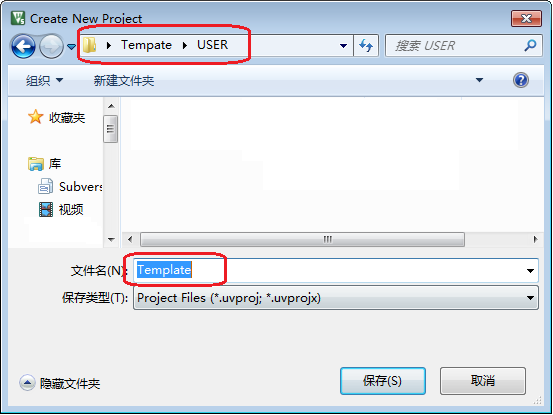 Create New Project
Tempate USER
搜索 USER
组织 新建文件夹
收藏夹
库
Subvers
视频
文件名(N): Template
保存类型(T): Project Files (*.uvproj; *.uvprojx)
隐藏文件夹 保存(S) 取消